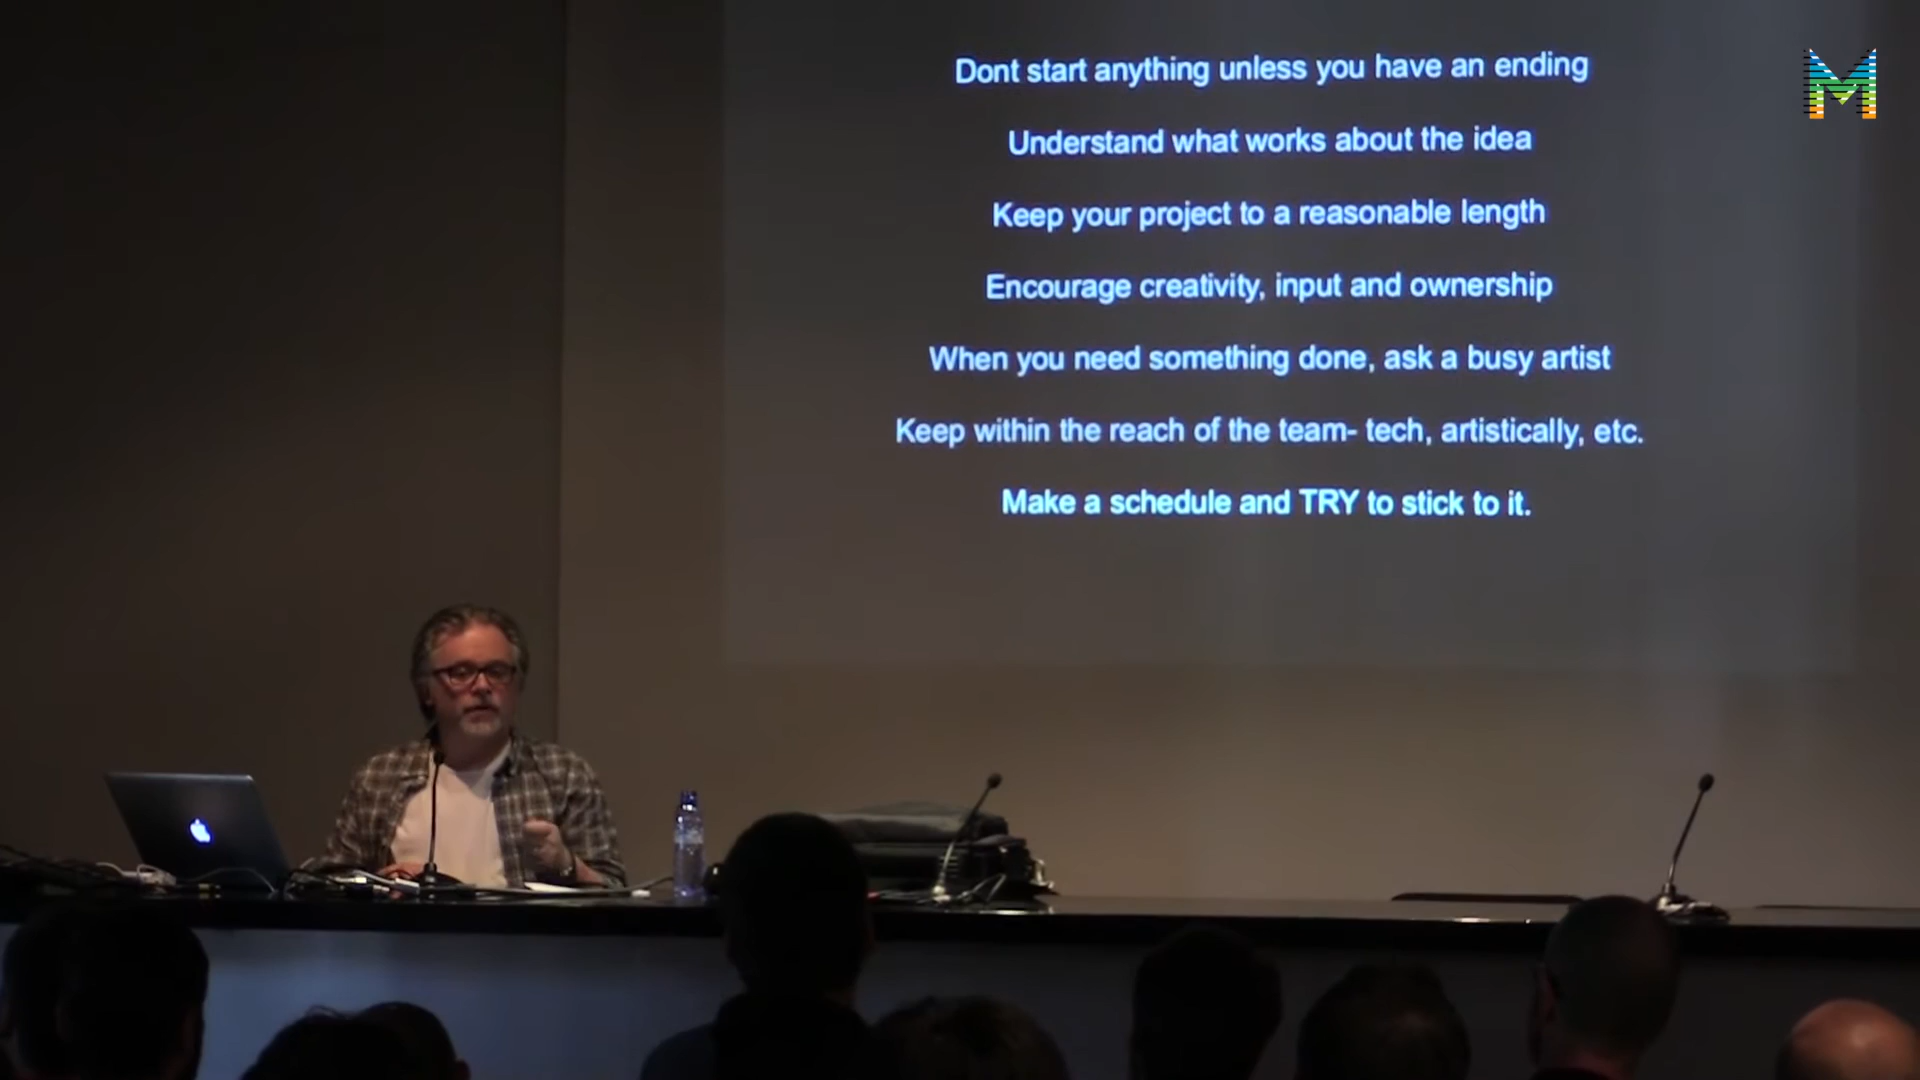 Dont start anything unless you have an ending
Understand what works about the idea
Keep your project to a reasonable length
Encourage creativity, input and ownership
When you need something done, ask a busy artist
Keep within the reach of the team- tech, artistically, etc.
Make a schedule and TRY to stick to it.
M